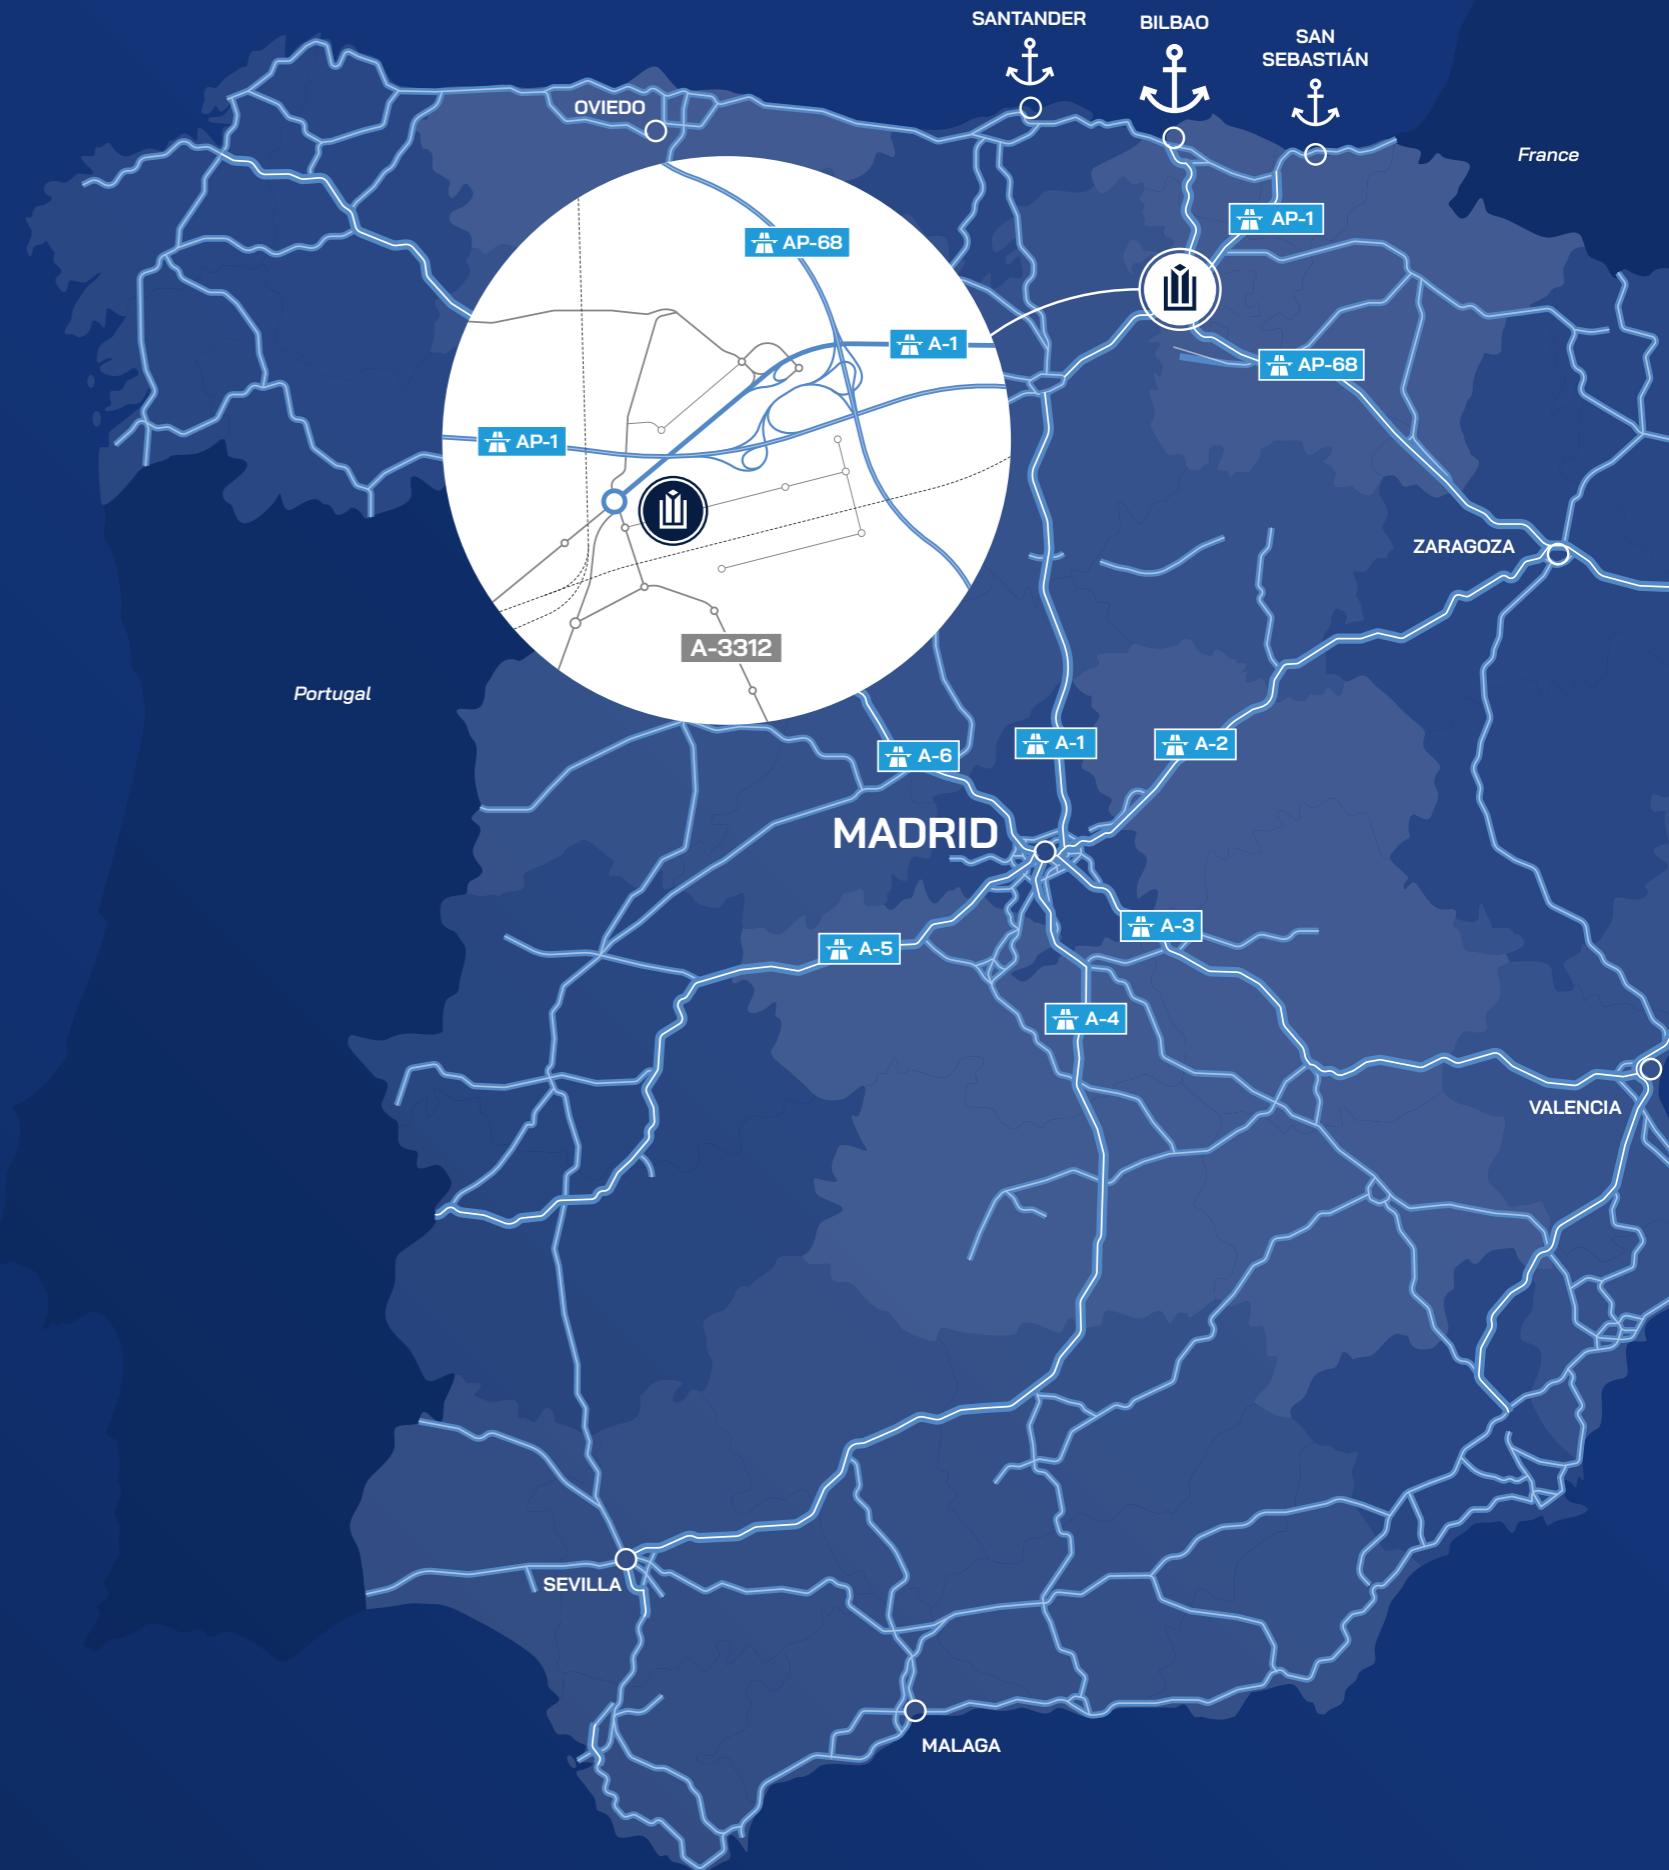 SANTANDER
BILBAO
SAN
SEBASTIÁN
OVIEDO
France
AP-1
AP-68
A-1
AP-68
AP-1
ZARAGOZA
A-3312
Portugal
A-6
A-1
A-2
MADRID
A-3
A-5
A-4
VALENCIA
SEVILLA
MALAGA